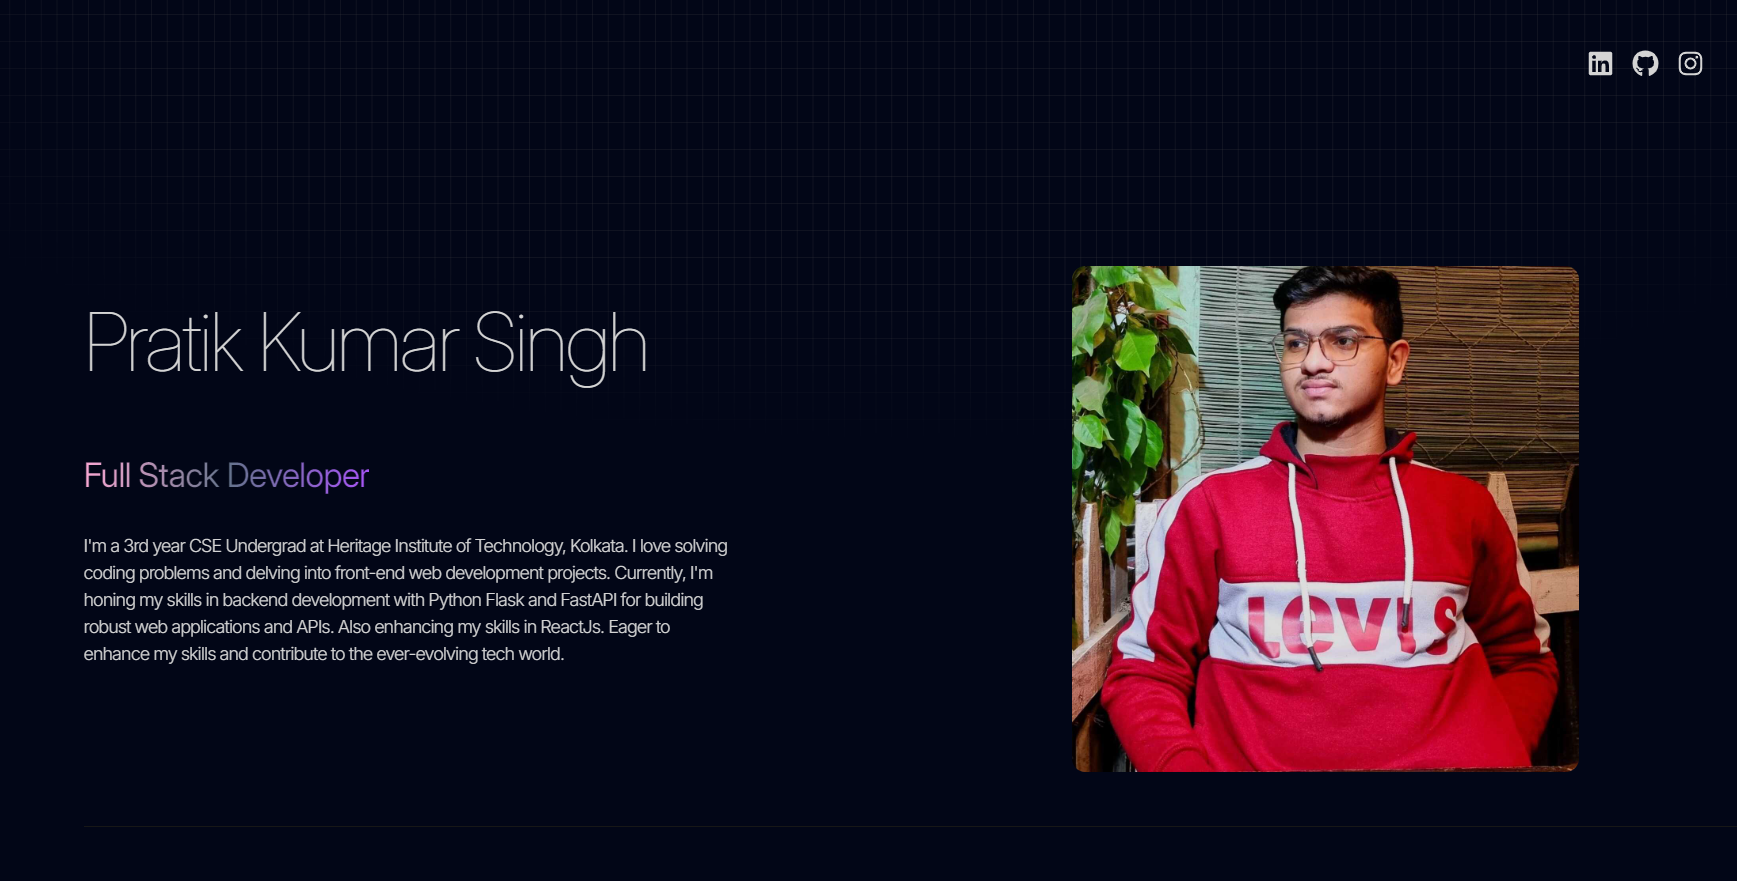 Pratik Kumar Singh
Full Stack Developer
I'm a 3rd year CSE Undergrad at Heritage Institute of Technology, Kolkata. I love solving
coding problems and delving into front-end web development projects. Currently, I'm
honing my skills in backend development with Python Flask and FastAPI for building
robust web applications and APIs. Also enhancing my skills in ReactJs. Eager to
enhance my skills and contribute to the ever-evolving tech world.
Levi's